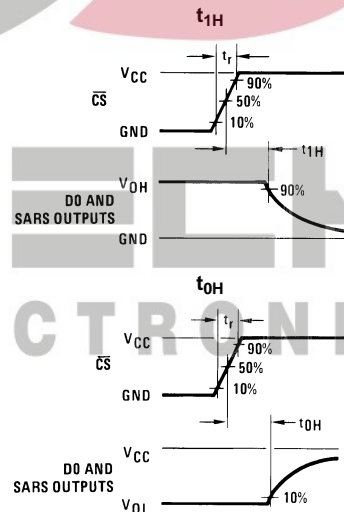 t1H
tr
VCC
CS
90%
50%
10%
GND
t1H
VOH
90%
DO AND
SARS OUTPUTS
GND
t0H
CTRONI
tr
VCC
CS
90%
50%
10%
GND
t0H
VCC
DO AND
SARS OUTPUTS
10%
VOL